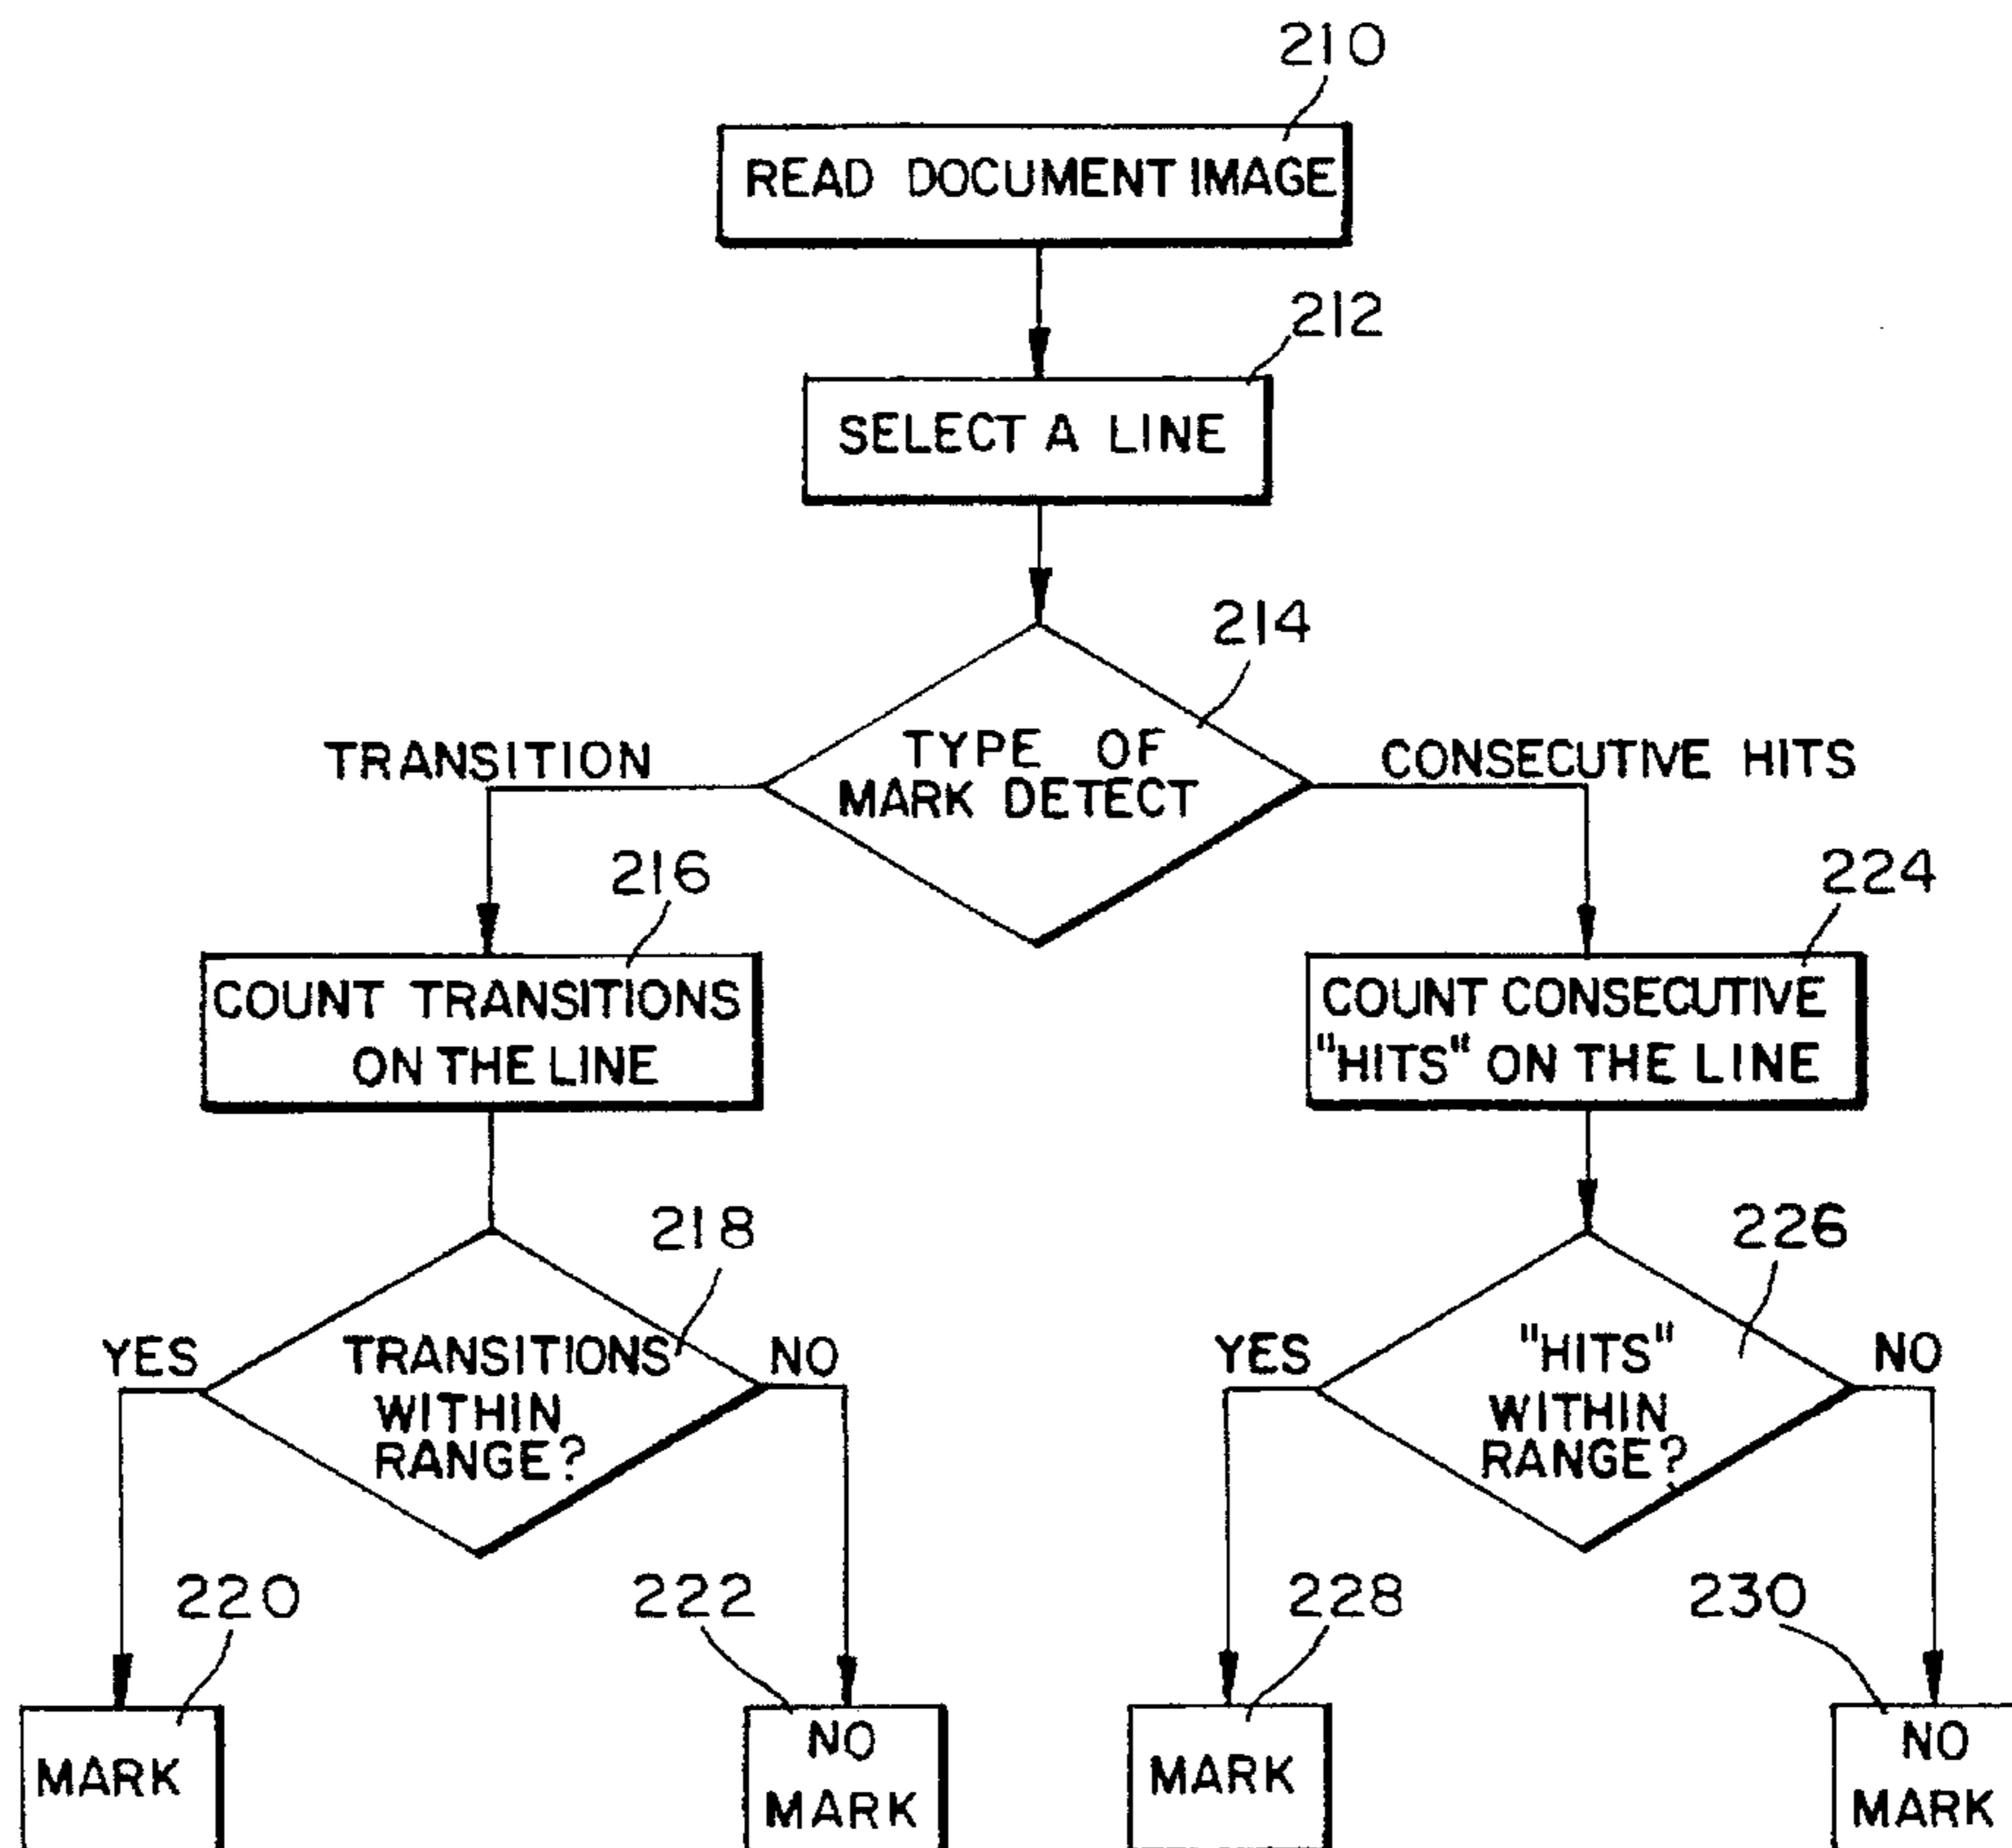 210
READ DOCUMENT IMAGE
212
SELECT A LINE
214
TYPE OF
MARK DETECT
TRANSITION
CONSECUTIVE HITS
216
COUNT TRANSITIONS
ON THE LINE
224
COUNT CONSECUTIVE
"HITS" ON THE LINE
218
TRANSITIONS
WITHIN
RANGE?
YES
NO
226
"HITS"
WITHIN
RANGE?
YES
NO
220
MARK
222
NO
MARK
228
MARK
230
NO
MARK